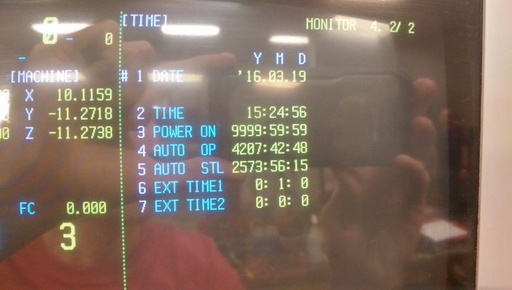 [TIME] MONITOR 4. 2/ 2
0
- 0
-
Y M D
[MACHINE] # 1 DATE '16.03.19
X 10.1159
Y -11.2718 2 TIME 15:24:56
Z -11.2738 3 POWER ON 9999:59:59
4 AUTO OP 4207:42:48
5 AUTO STL 2573:56:15
6 EXT TIME1 0: 1: 0
FC 0.000 7 EXT TIME2 0: 0: 0
3